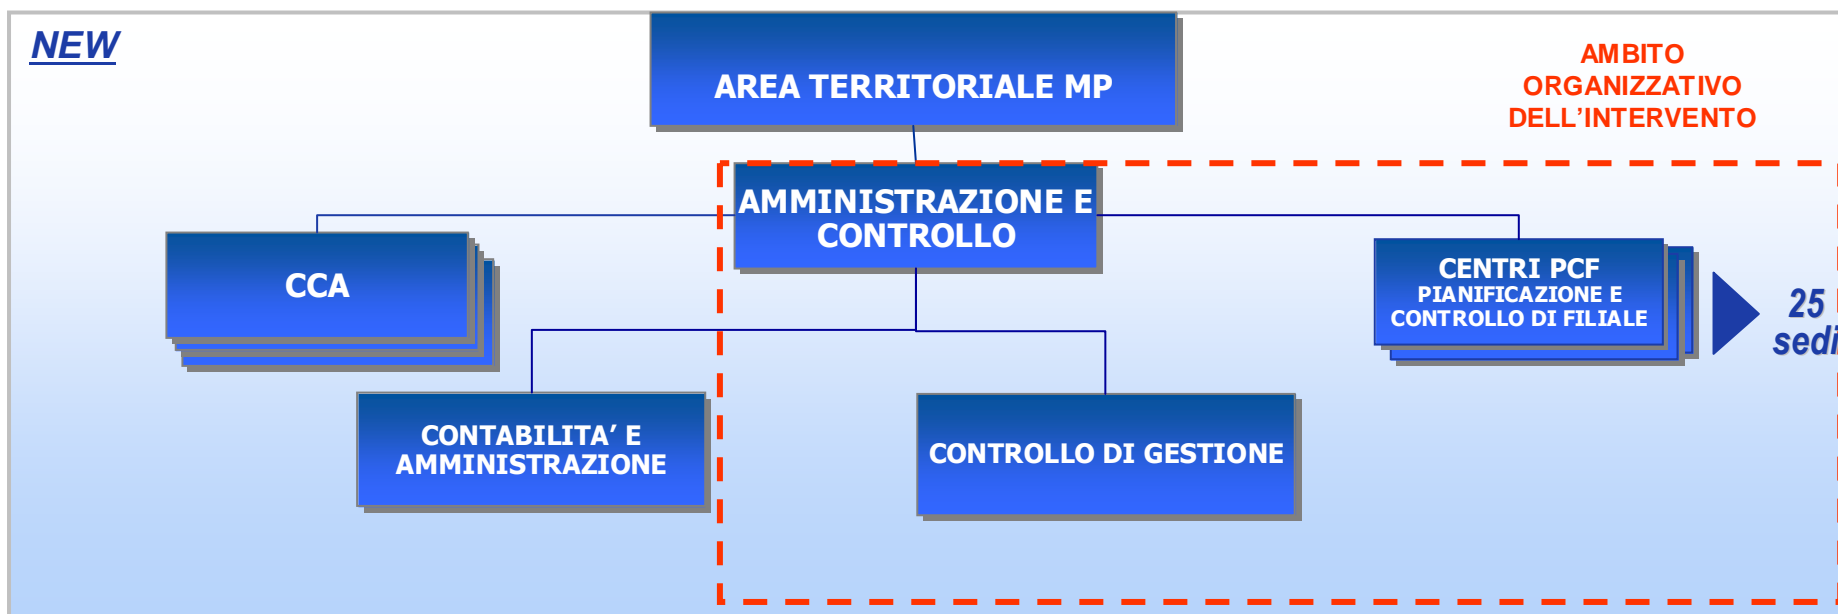 NEW
AREA TERRITORIALE MP
AMBITO
ORGANIZZATIVO
DELL’INTERVENTO
AMMINISTRAZIONE E
CONTROLLO
CCA
CENTRI PCF
PIANIFICAZIONE E
CONTROLLO DI FILIALE
25
sedi
CONTABILITA’ E
AMMINISTRAZIONE
CONTROLLO DI GESTIONE